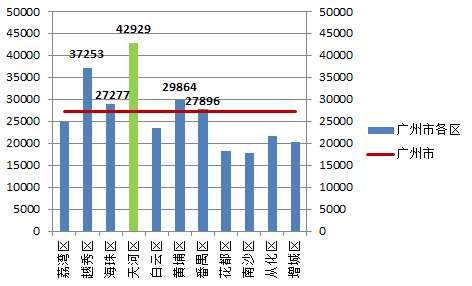 50000
45000
40000
35000
30000
25000
20000
15000
10000
5000
0
37253
27277
42929
29864
27896
50000
45000
40000
35000
30000
25000
20000
15000
10000
5000
0
荔湾区
越秀区
海珠区
天河区
白云区
黄埔区
番禺区
花都区
南沙区
从化区
增城区
广州市各区
广州市